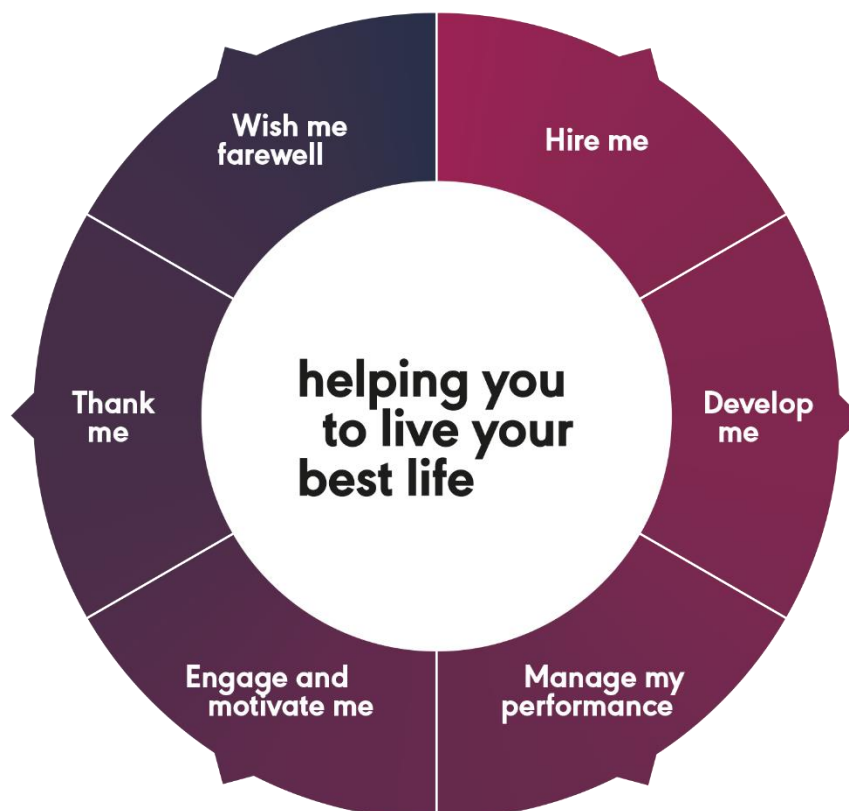 Hire me
Develop
me
Manage my
performance
Engage and
motivate me
Thank
me
Wish me
farewell
helping you
to live your
best life